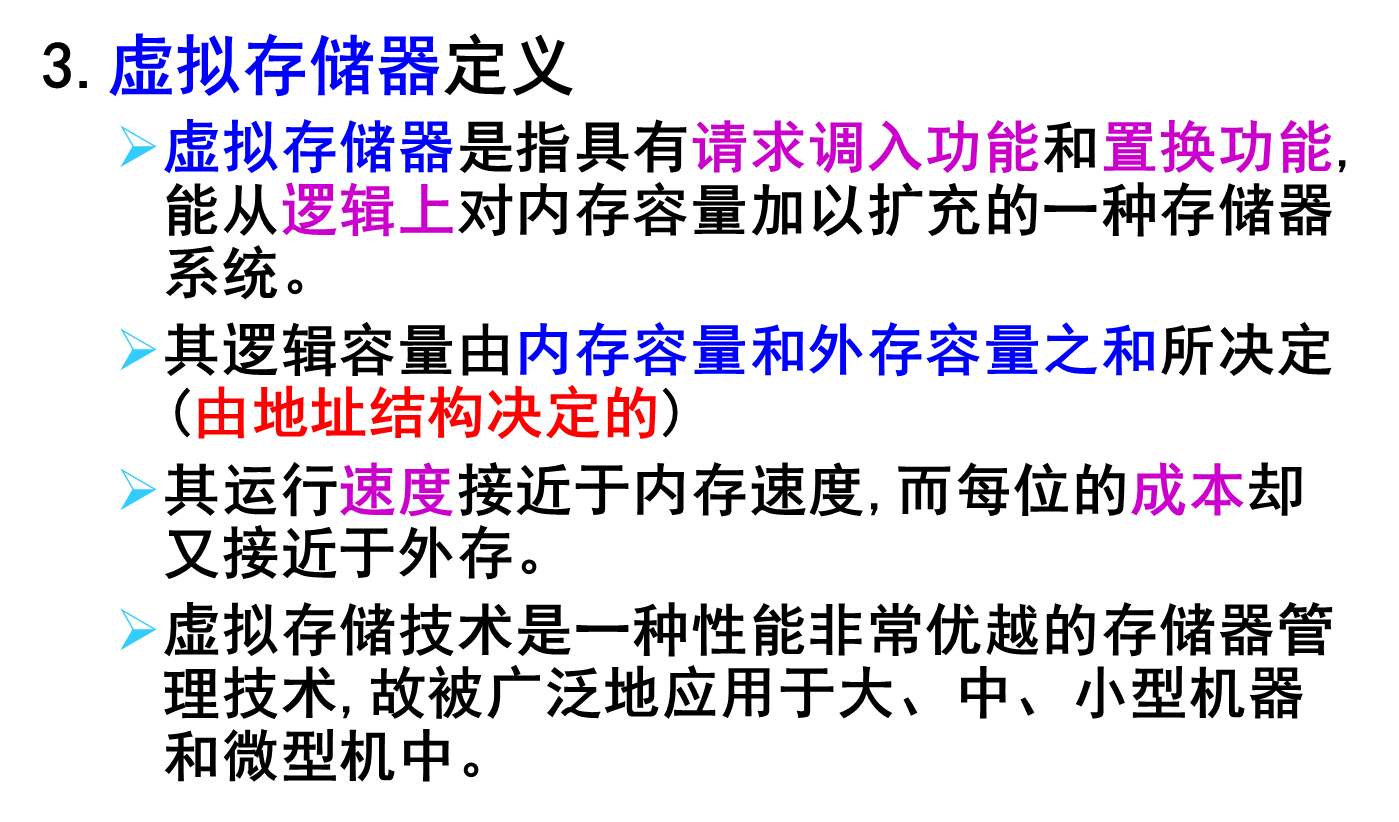 3. 虚拟存储器定义
虚拟存储器是指具有请求调入功能和置换功能,
能从逻辑上对内存容量加以扩充的一种存储器
系统。
其逻辑容量由内存容量和外存容量之和所决定
(由地址结构决定的)
其运行速度接近于内存速度,而每位的成本却
又接近于外存。
虚拟存储技术是一种性能非常优越的存储器管
理技术,故被广泛地应用于大、中、小型机器
和微型机中。